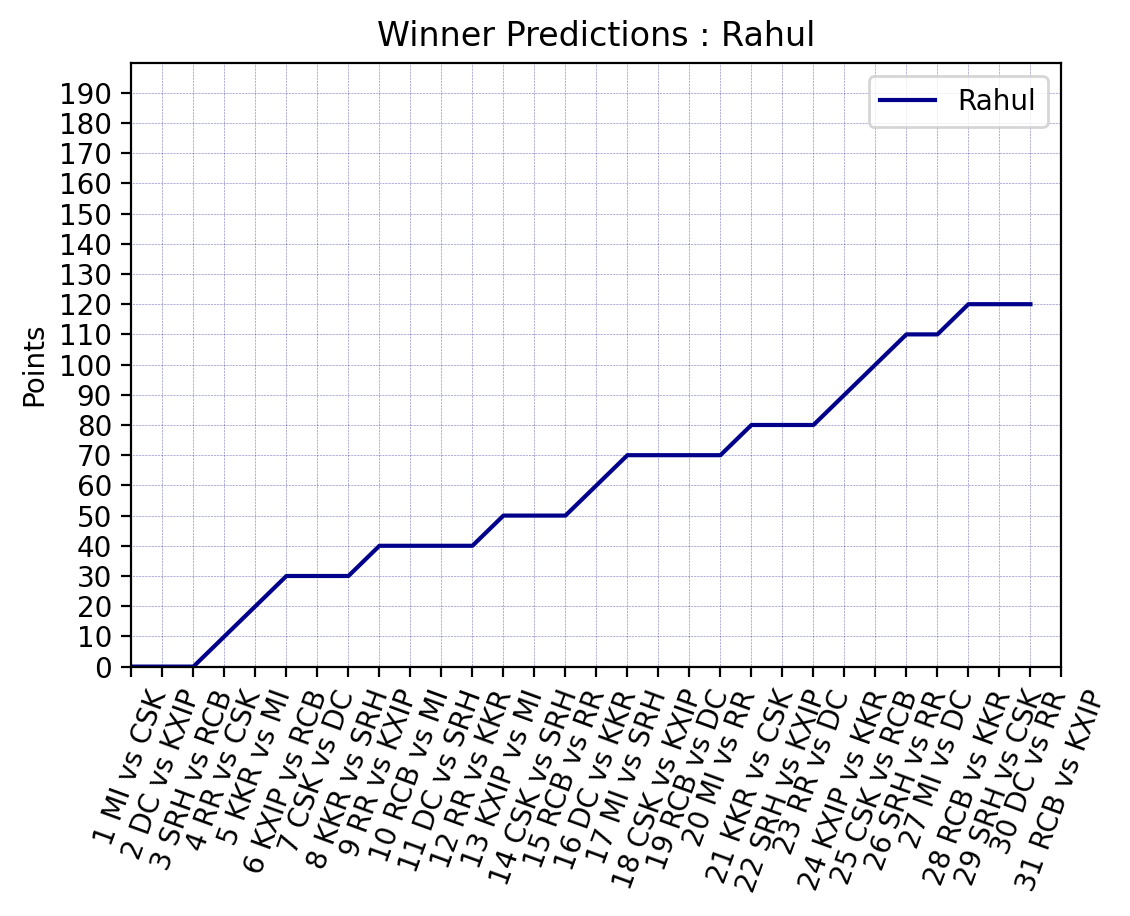 Winner Predictions : Rahul
Rahul
Points
190
180
170
160
150
140
130
120
110
100
90
80
70
60
50
40
30
20
10
0
1 MI vs CSK
2 DC vs KXIP
3 SRH vs RCB
4 RR vs CSK
5 KKR vs MI
6 KXIP vs RCB
7 CSK vs DC
8 KKR vs SRH
9 RR vs KXIP
10 RCB vs MI
11 DC vs SRH
12 RR vs KKR
13 KXIP vs MI
14 CSK vs SRH
15 RCB vs RR
16 DC vs KKR
17 MI vs SRH
18 CSK vs KXIP
19 RCB vs DC
20 MI vs RR
21 KKR vs CSK
22 SRH vs KXIP
23 RR vs DC
24 KXIP vs KKR
25 CSK vs RCB
26 SRH vs RR
27 MI vs DC
28 RCB vs KKR
29 SRH vs CSK
30 DC vs RR
31 RCB vs KXIP